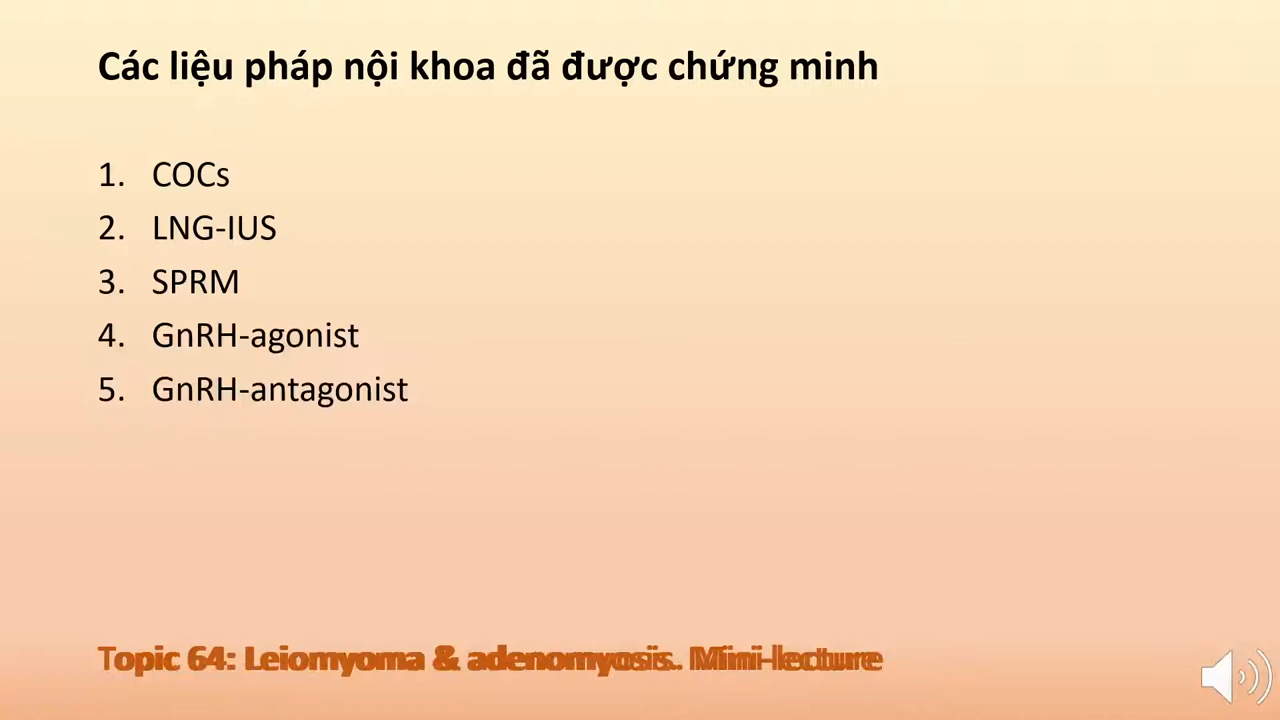 Các liệu pháp nội khoa đã được chứng minh
1. COCs
2. LNG-IUS
3. SPRM
4. GnRH-agonist
5. GnRH-antagonist
Topic 64: Leiomyoma & adenomyosis. Mini-lecture